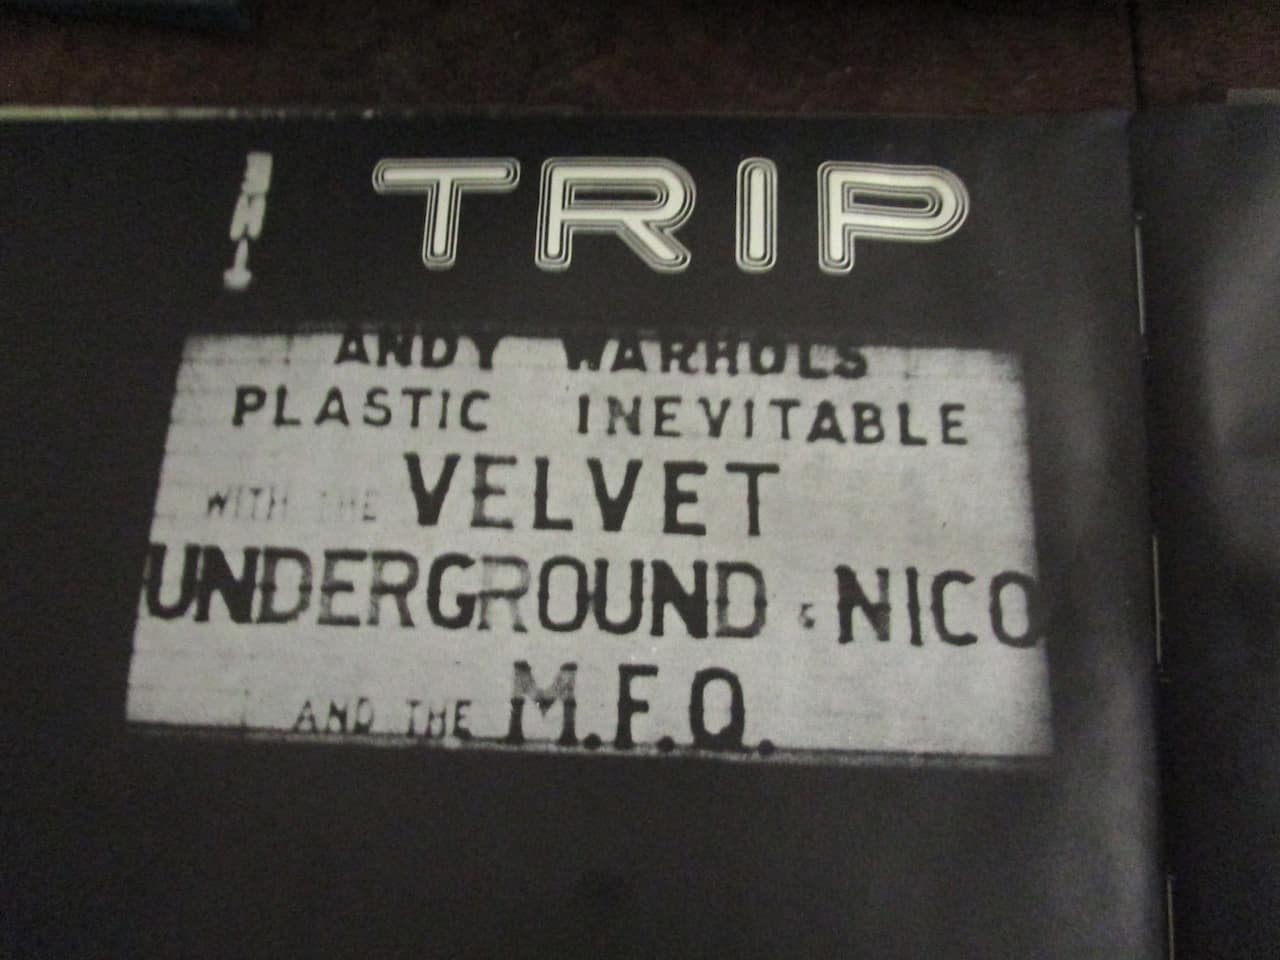 TRIP
ANDY WARHOLS
PLASTIC INEVITABLE
WITH THE VELVET
UNDERGROUND & NICO
AND THE M.F.Q.